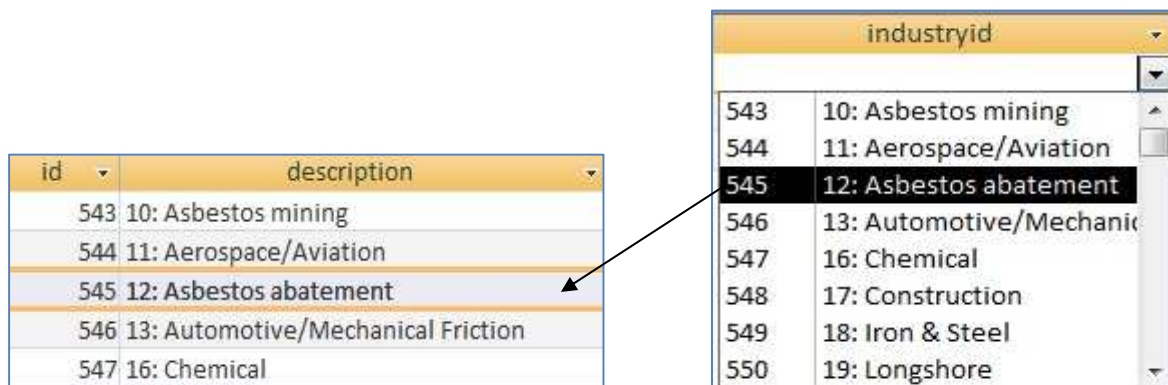 id description
543 10: Asbestos mining
544 11: Aerospace/Aviation
545 12: Asbestos abatement
546 13: Automotive/Mechanical Friction
547 16: Chemical
industryid
543 10: Asbestos mining
544 11: Aerospace/Aviation
545 12: Asbestos abatement
546 13: Automotive/Mechanic
547 16: Chemical
548 17: Construction
549 18: Iron & Steel
550 19: Longshore